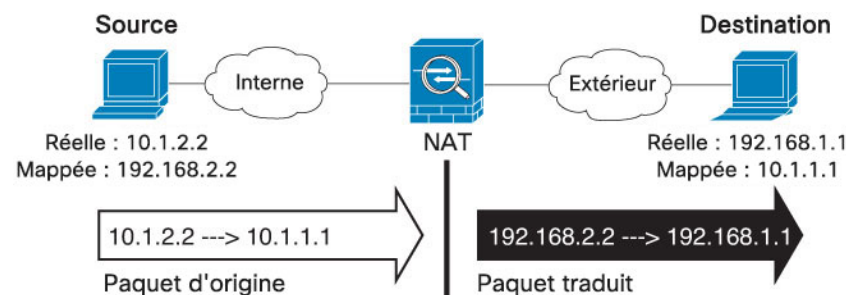 Source
Destination
Interne
Extérieur
NAT
Réelle : 10.1.2.2
Mappée : 192.168.2.2
Réelle : 192.168.1.1
Mappée : 10.1.1.1
10.1.2.2 ---> 10.1.1.1
192.168.2.2 ---> 192.168.1.1
Paquet d'origine
Paquet traduit